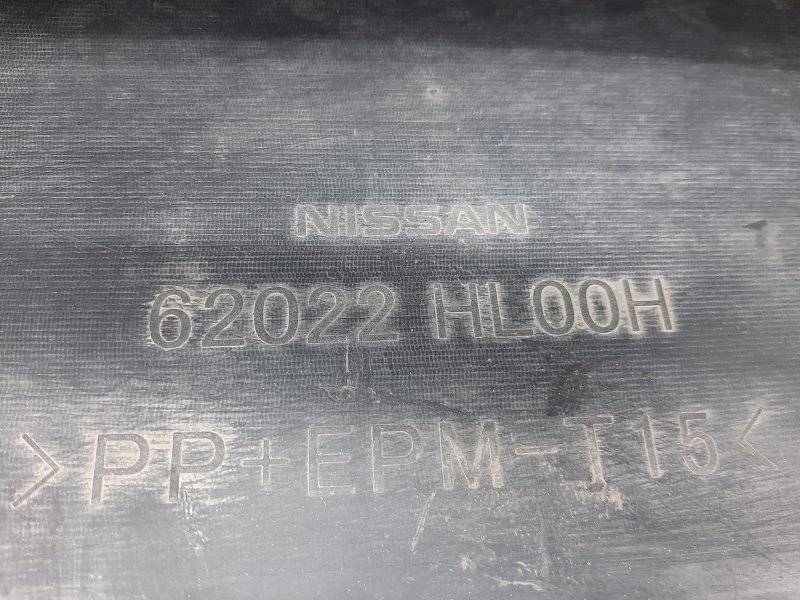 NISSAN
62022 HL00H
>PP+EPM-T15<